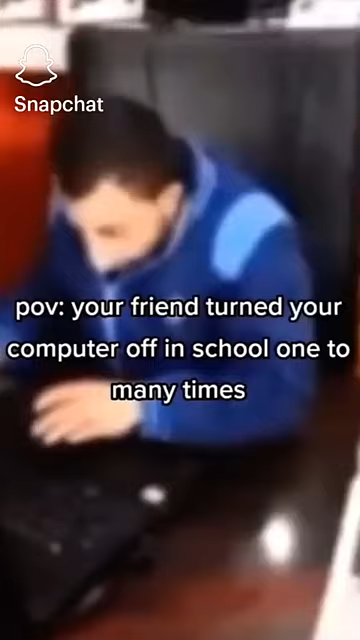 Snapchat
pov: your friend turned your
computer off in school one to
many times